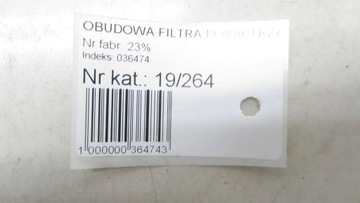 OBUDOWA FILTRA
Nr fabr. 23%
Indeks: 036474
Nr kat.: 19/264
1 000000 364743